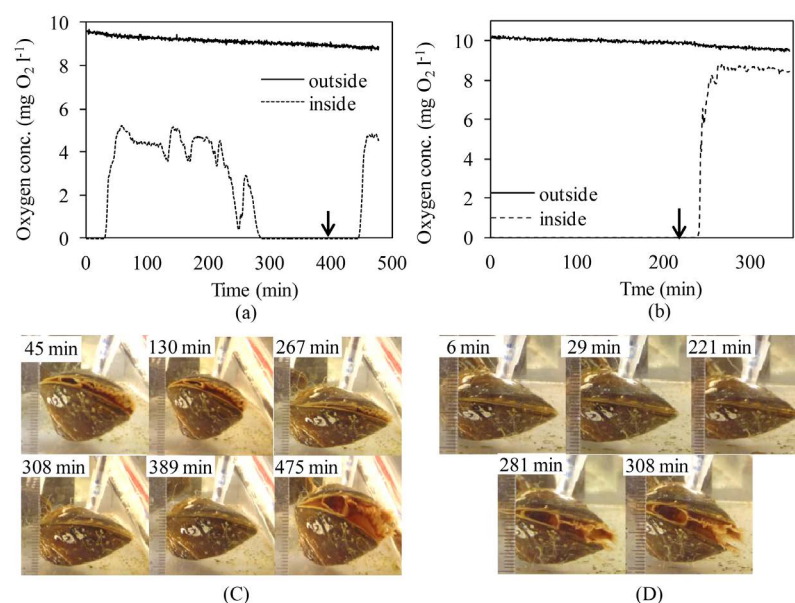 Oxygen conc. (mg O2 l-1)
10
8
6
4
2
0
outside
inside
0 100 200 300 400 500
Time (min)
(a)
Oxygen conc. (mg O2 l-1)
12
10
8
6
4
2
0
outside
inside
0 100 200 300
Tme (min)
(b)
45 min 130 min 267 min
308 min 389 min 475 min
(C)
6 min 29 min 221 min
281 min 308 min
(D)